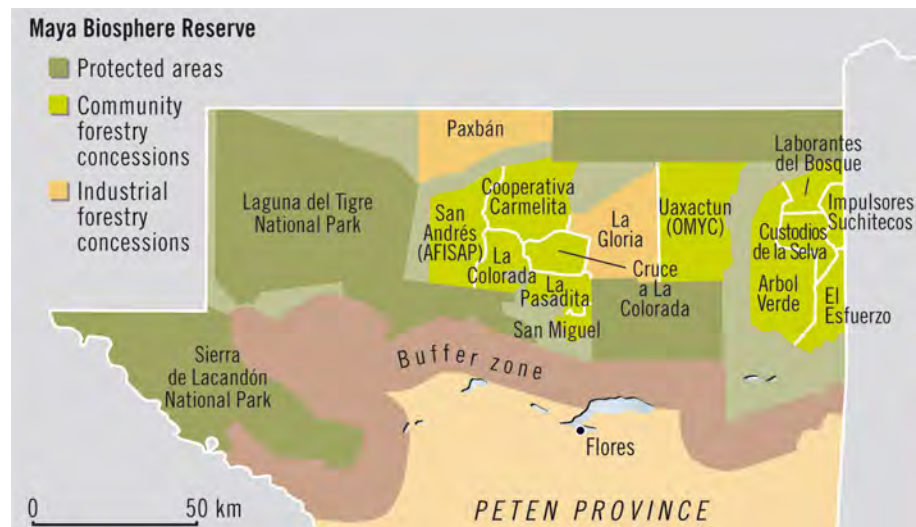 Maya Biosphere Reserve
Protected areas
Community
forestry
concessions
Industrial
forestry
concessions
Paxbán
Laguna del Tigre
National Park
San
Andrés
(AFISAP)
Cooperativa
Carmelita
La
Colorada
La
Gloria
Cruce
a La
Colorada
La
Pasadita
San Miguel
Uaxactun
(OMYC)
Laborantes
del Bosque
Impulsores
Suchitecos
Custodios
de la Selva
Arbol
Verde
El
Esfuerzo
Sierra
de Lacandón
National Park
Buffer zone
Flores
0 50 km
PETEN PROVINCE